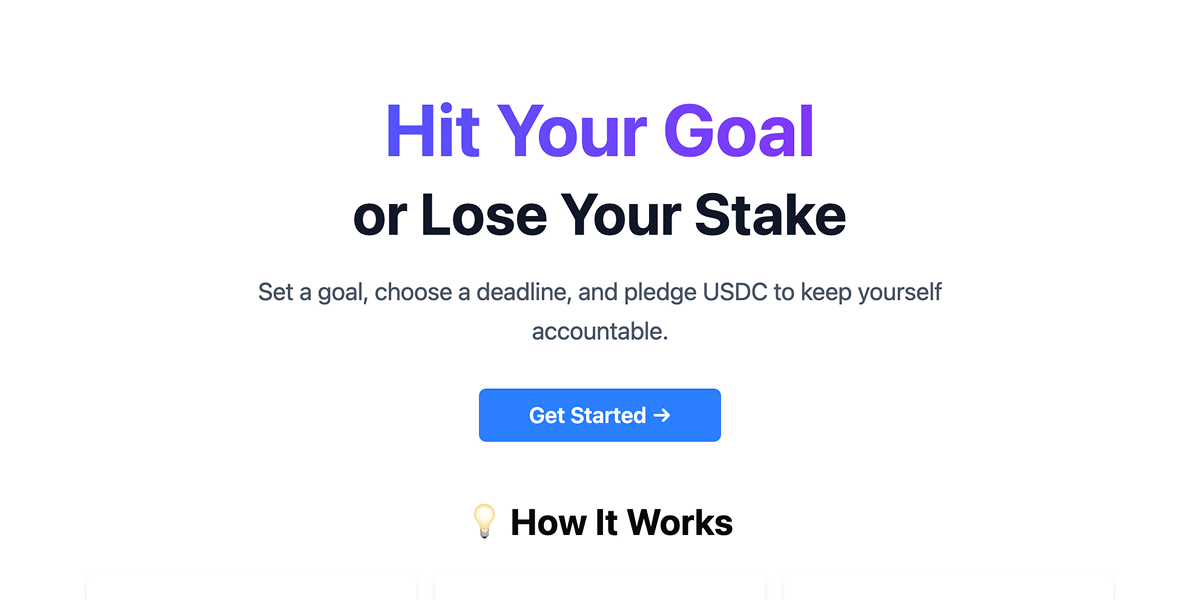 Hit Your Goal
or Lose Your Stake
Set a goal, choose a deadline, and pledge USDC to keep yourself
accountable.
Get Started →
💡 How It Works